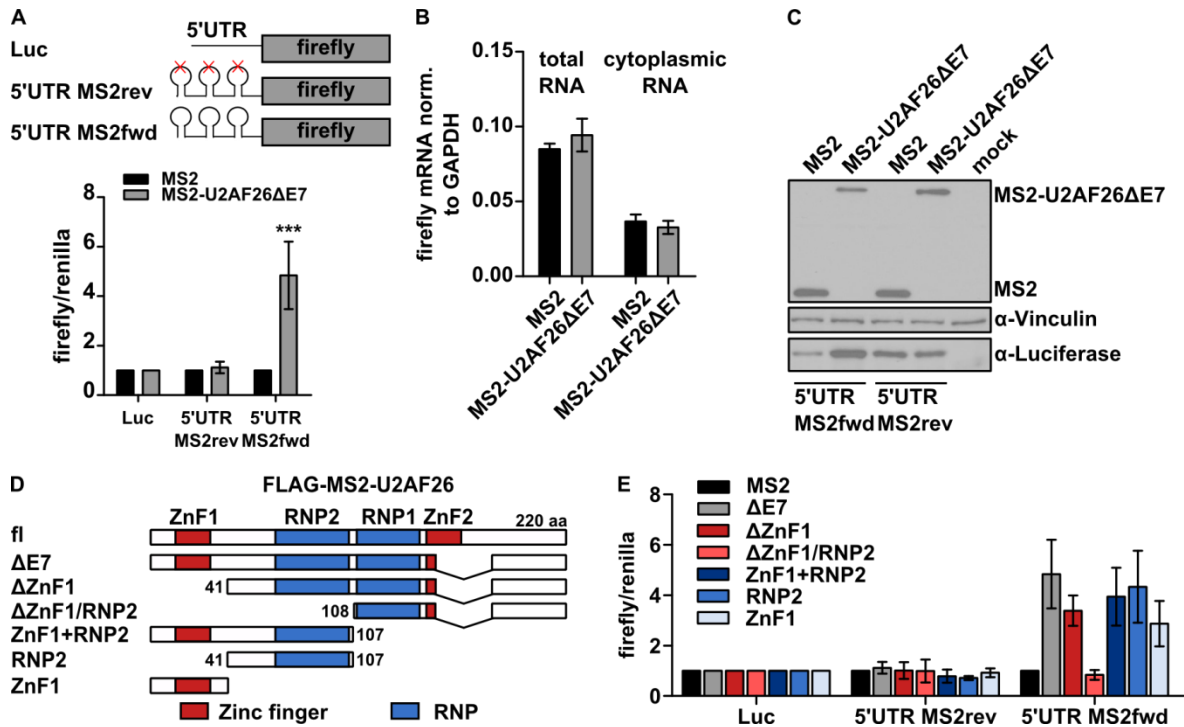 A
5'UTR
Luc
firefly
5'UTR MS2rev
firefly
5'UTR MS2fwd
firefly
MS2
MS2-U2AF26ΔE7
***
8
6
4
2
0
firefly/renilla
Luc
5'UTR
MS2rev
5'UTR
MS2fwd
B
0.15
0.10
0.05
0.00
firefly mRNA norm.
to GAPDH
total
RNA
cytoplasmic
RNA
MS2
MS2-U2AF26ΔE7
MS2
MS2-U2AF26ΔE7
C
MS2
MS2-U2AF26ΔE7
MS2
MS2-U2AF26ΔE7
mock
MS2-U2AF26ΔE7
MS2
α-Vinculin
α-Luciferase
5'UTR
MS2fwd
5'UTR
MS2rev
D
FLAG-MS2-U2AF26
ZnF1
RNP2
RNP1
ZnF2
220 aa
fl
ΔE7
ΔZnF1
41
ΔZnF1/RNP2
108
ZnF1+RNP2
107
RNP2
41
107
ZnF1
Zinc finger
RNP
E
MS2
ΔE7
ΔZnF1
ΔZnF1/RNP2
ZnF1+RNP2
RNP2
ZnF1
8
6
4
2
0
firefly/renilla
Luc
5'UTR MS2rev
5'UTR MS2fwd